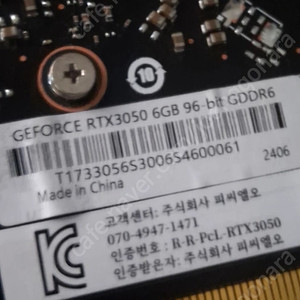 10
GEFORCE RTX3050 6GB 96-bit GDDR6
T1733056S3006S4600061
2406
Made in China
고객센터: 주식회사 피씨엘오
070-4947-1471
인증번호: R-R-PcL-RTX3050
인증받은자: 주식회사 피씨엘오